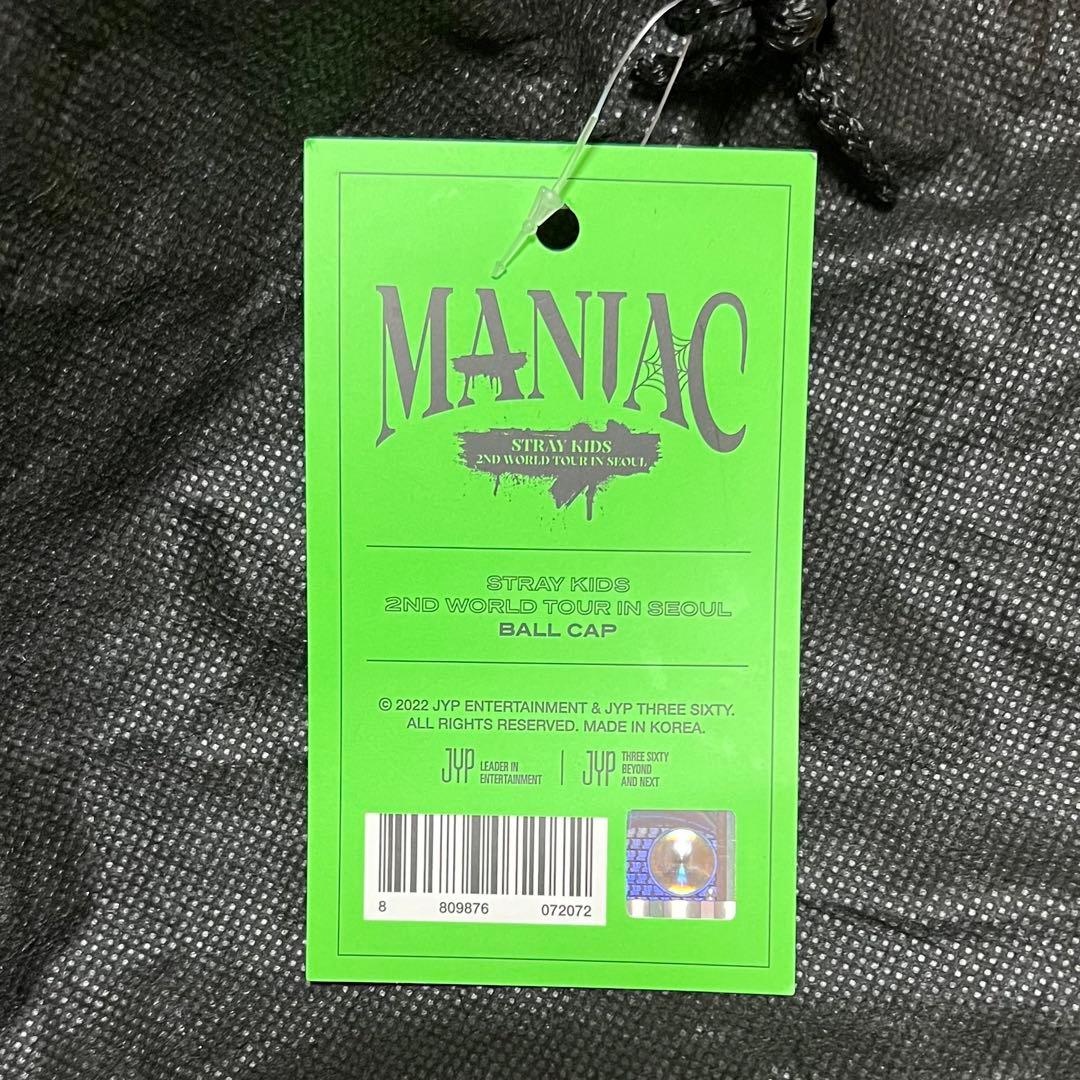 MANIAC
STRAY KIDS
2ND WORLD TOUR IN SEOUL
STRAY KIDS
2ND WORLD TOUR IN SEOUL
BALL CAP
© 2022 JYP ENTERTAINMENT & JYP THREE SIXTY.
ALL RIGHTS RESERVED. MADE IN KOREA.
JYP LEADER IN
ENTERTAINMENT
JYP THREE SIXTY
BEYOND
AND NEXT
8 809876 072072